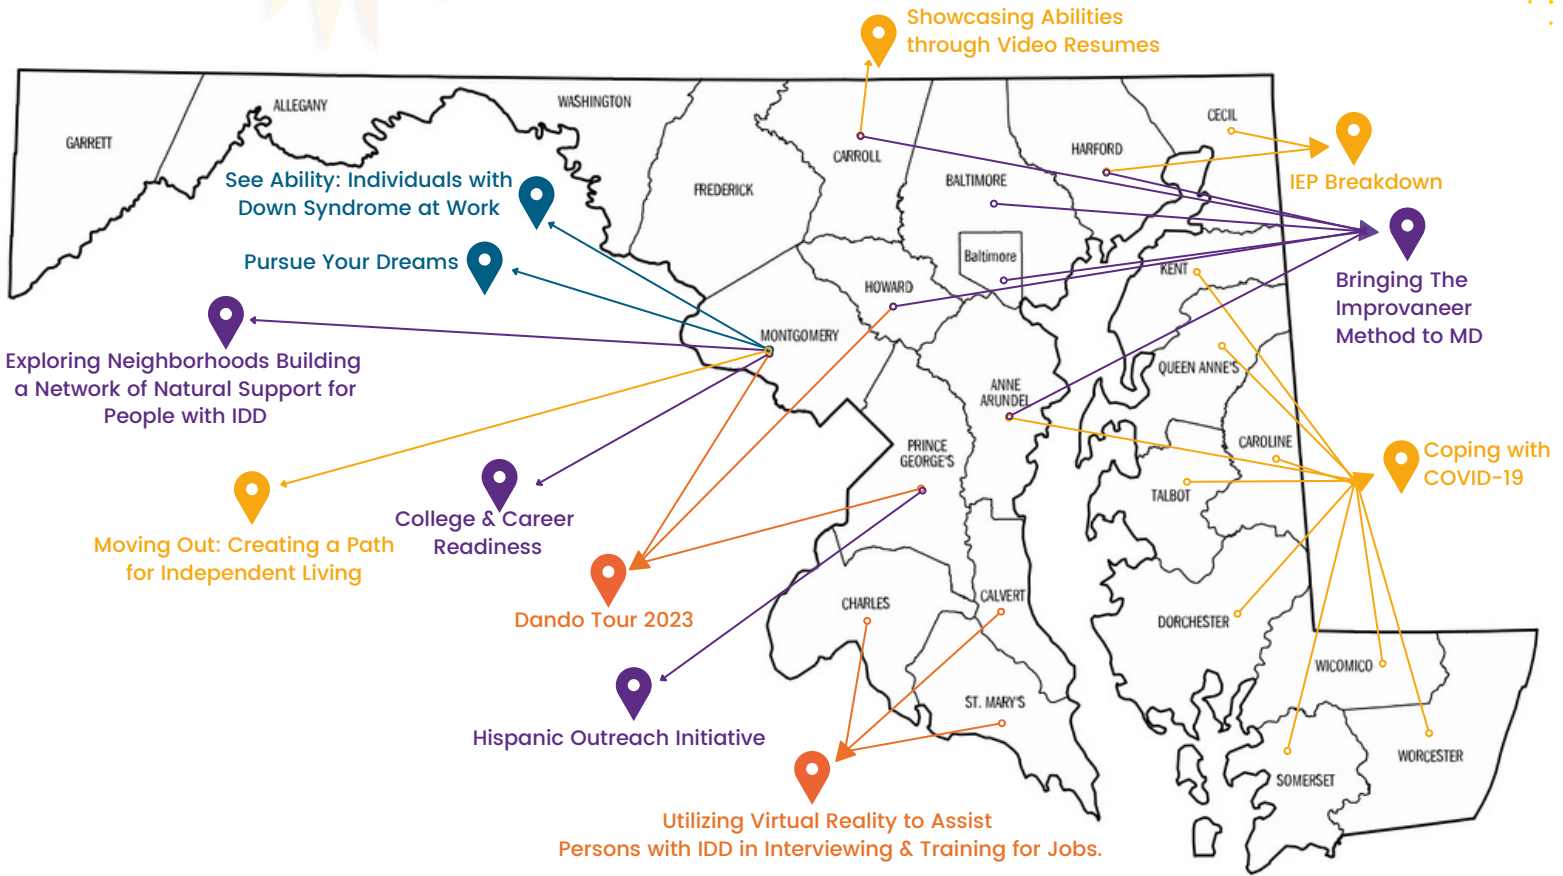 Showcasing Abilities
through Video Resumes
GARRETT
ALLEGANY
WASHINGTON
FREDERICK
CARROLL
BALTIMORE
HARFORD
CECIL
IEP Breakdown
See Ability: Individuals with
Down Syndrome at Work
Pursue Your Dreams
Baltimore
HOWARD
KENT
Bringing The
Improvaneer
Method to MD
MONTGOMERY
Exploring Neighborhoods Building
a Network of Natural Support for
People with IDD
QUEEN ANNE'S
ANNE
ARUNDEL
PRINCE
GEORGE'S
CAROLINE
Coping with
COVID-19
TALBOT
College & Career
Readiness
Moving Out: Creating a Path
for Independent Living
Dando Tour 2023
CHARLES
CALVERT
DORCHESTER
WICOMICO
ST. MARY'S
Hispanic Outreach Initiative
WORCESTER
SOMERSET
Utilizing Virtual Reality to Assist
Persons with IDD in Interviewing & Training for Jobs.